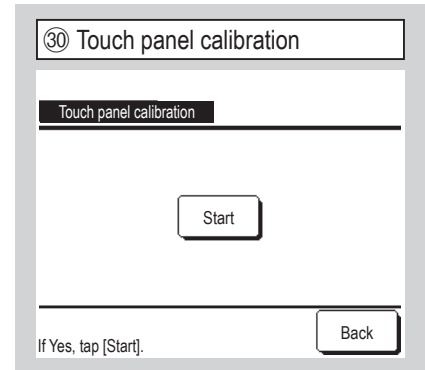 ㉚ Touch panel calibration
Touch panel calibration
Start
If Yes, tap [Start].
Back